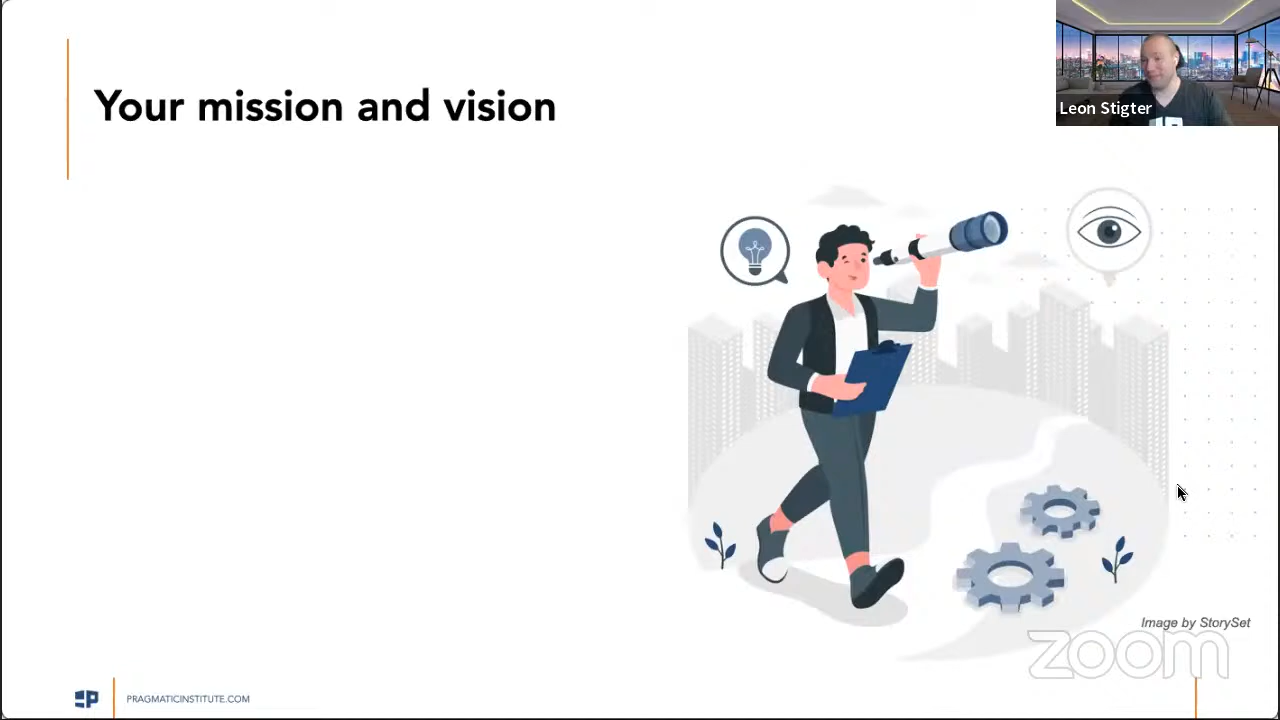 Your mission and vision
Leon Stigter
Image by StorySet
zoom
PRAGMATICINSTITUTE.COM